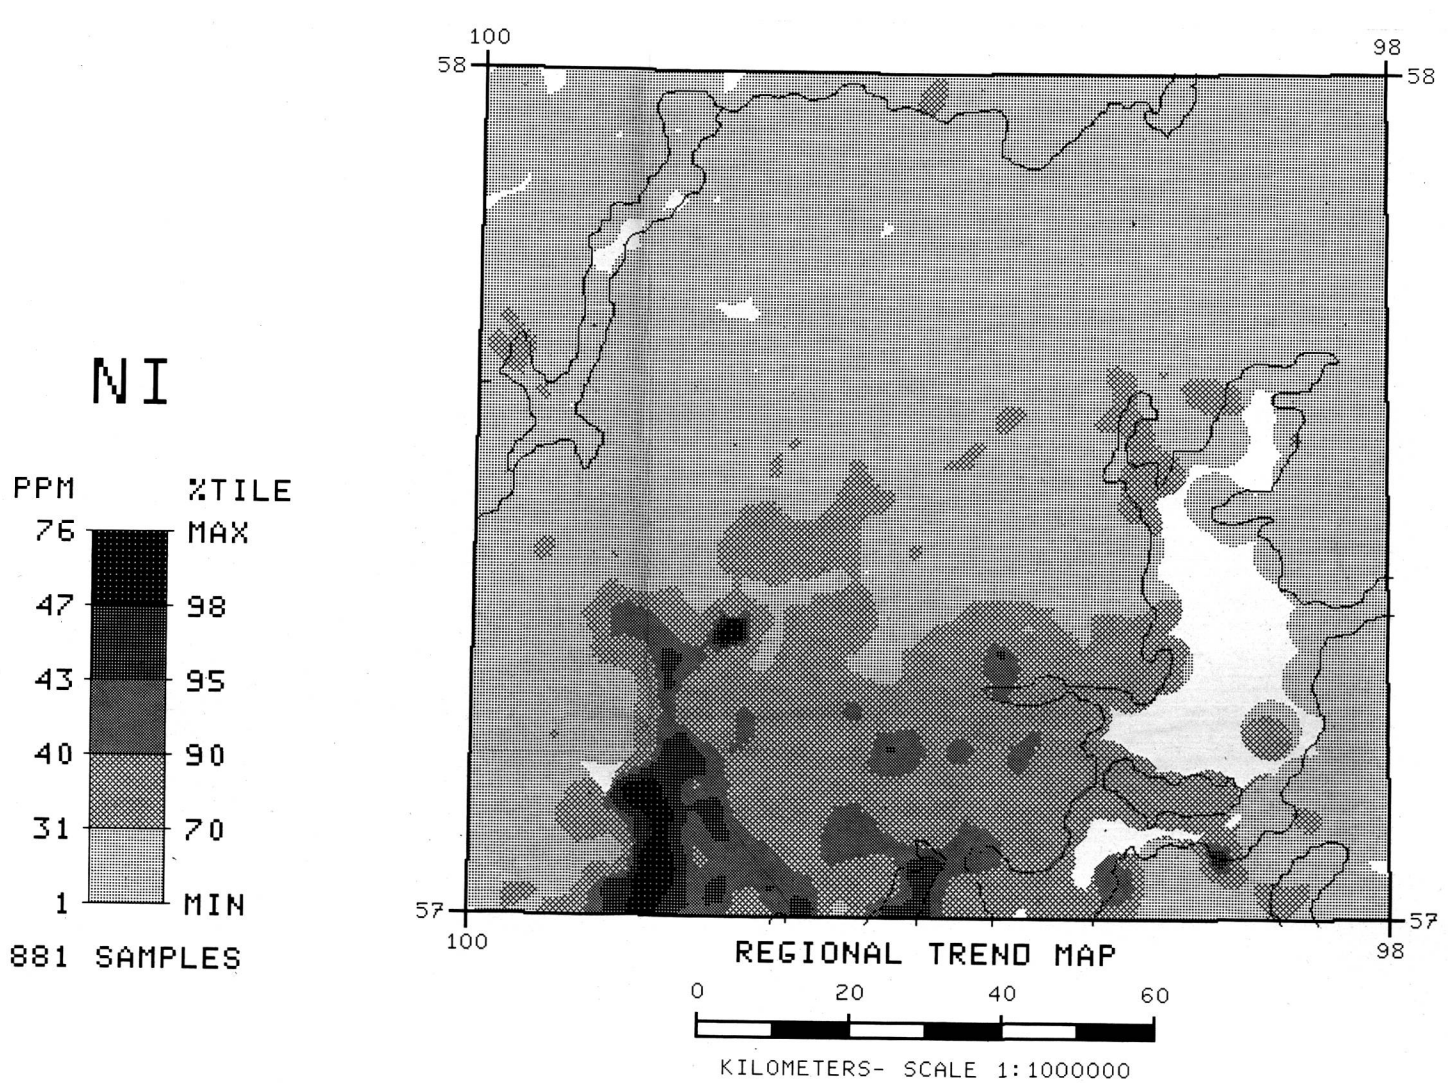 100 98
58 58
NI
PPM %TILE
76 MAX
47 98
43 95
40 90
31 70
1 MIN
57 57
100 98
881 SAMPLES
REGIONAL TREND MAP
0 20 40 60
KILOMETERS- SCALE 1:1000000